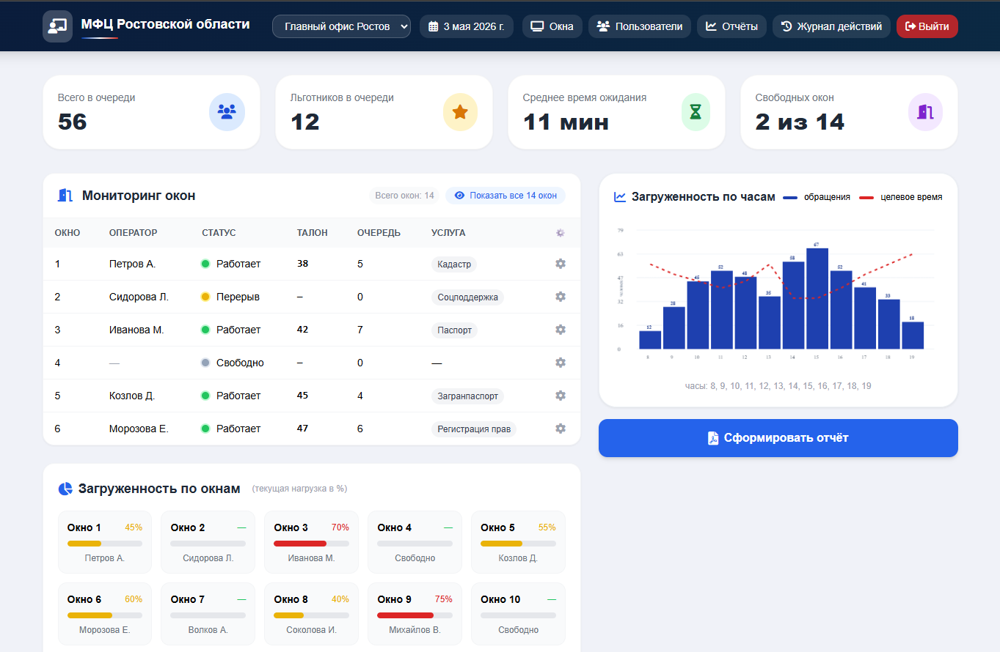 МФЦ Ростовской области
Главный офис Ростов
3 мая 2026 г.
Окна
Пользователи
Отчёты
Журнал действий
Выйти
Всего в очереди
56
Льготников в очереди
12
Среднее время ожидания
11 мин
Свободных окон
2 из 14
Мониторинг окон
Всего окон: 14
Показать все 14 окон
ОКНО ОПЕРАТОР СТАТУС ТАЛОН ОЧЕРЕДЬ УСЛУГА
1 Петров А. Работает 38 5 Кадастр
2 Сидорова Л. Перерыв – 0 Соцподдержка
3 Иванова М. Работает 42 7 Паспорт
4 — Свободно – 0 —
5 Козлов Д. Работает 45 4 Загранпаспорт
6 Морозова Е. Работает 47 6 Регистрация прав
Загруженность по часам
обращения
целевое время
79
63
47
32
16
0
12 28 45 52 48 35 58 67 52 41 33 18
8 9 10 11 12 13 14 15 16 17 18 19
часы: 8, 9, 10, 11, 12, 13, 14, 15, 16, 17, 18, 19
Сформировать отчёт
Загруженность по окнам (текущая нагрузка в %)
Окно 1 45%
Петров А.
Окно 2 —
Сидорова Л.
Окно 3 70%
Иванова М.
Окно 4 —
Свободно
Окно 5 55%
Козлов Д.
Окно 6 60%
Морозова Е.
Окно 7 —
Волков А.
Окно 8 40%
Соколова И.
Окно 9 75%
Михайлов В.
Окно 10 —
Свободно